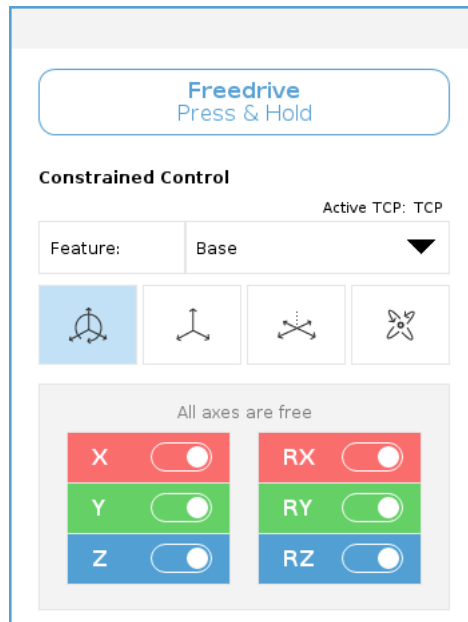 Freedrive
Press & Hold
Constrained Control
Active TCP: TCP
Feature: Base
All axes are free
X RX
Y RY
Z RZ